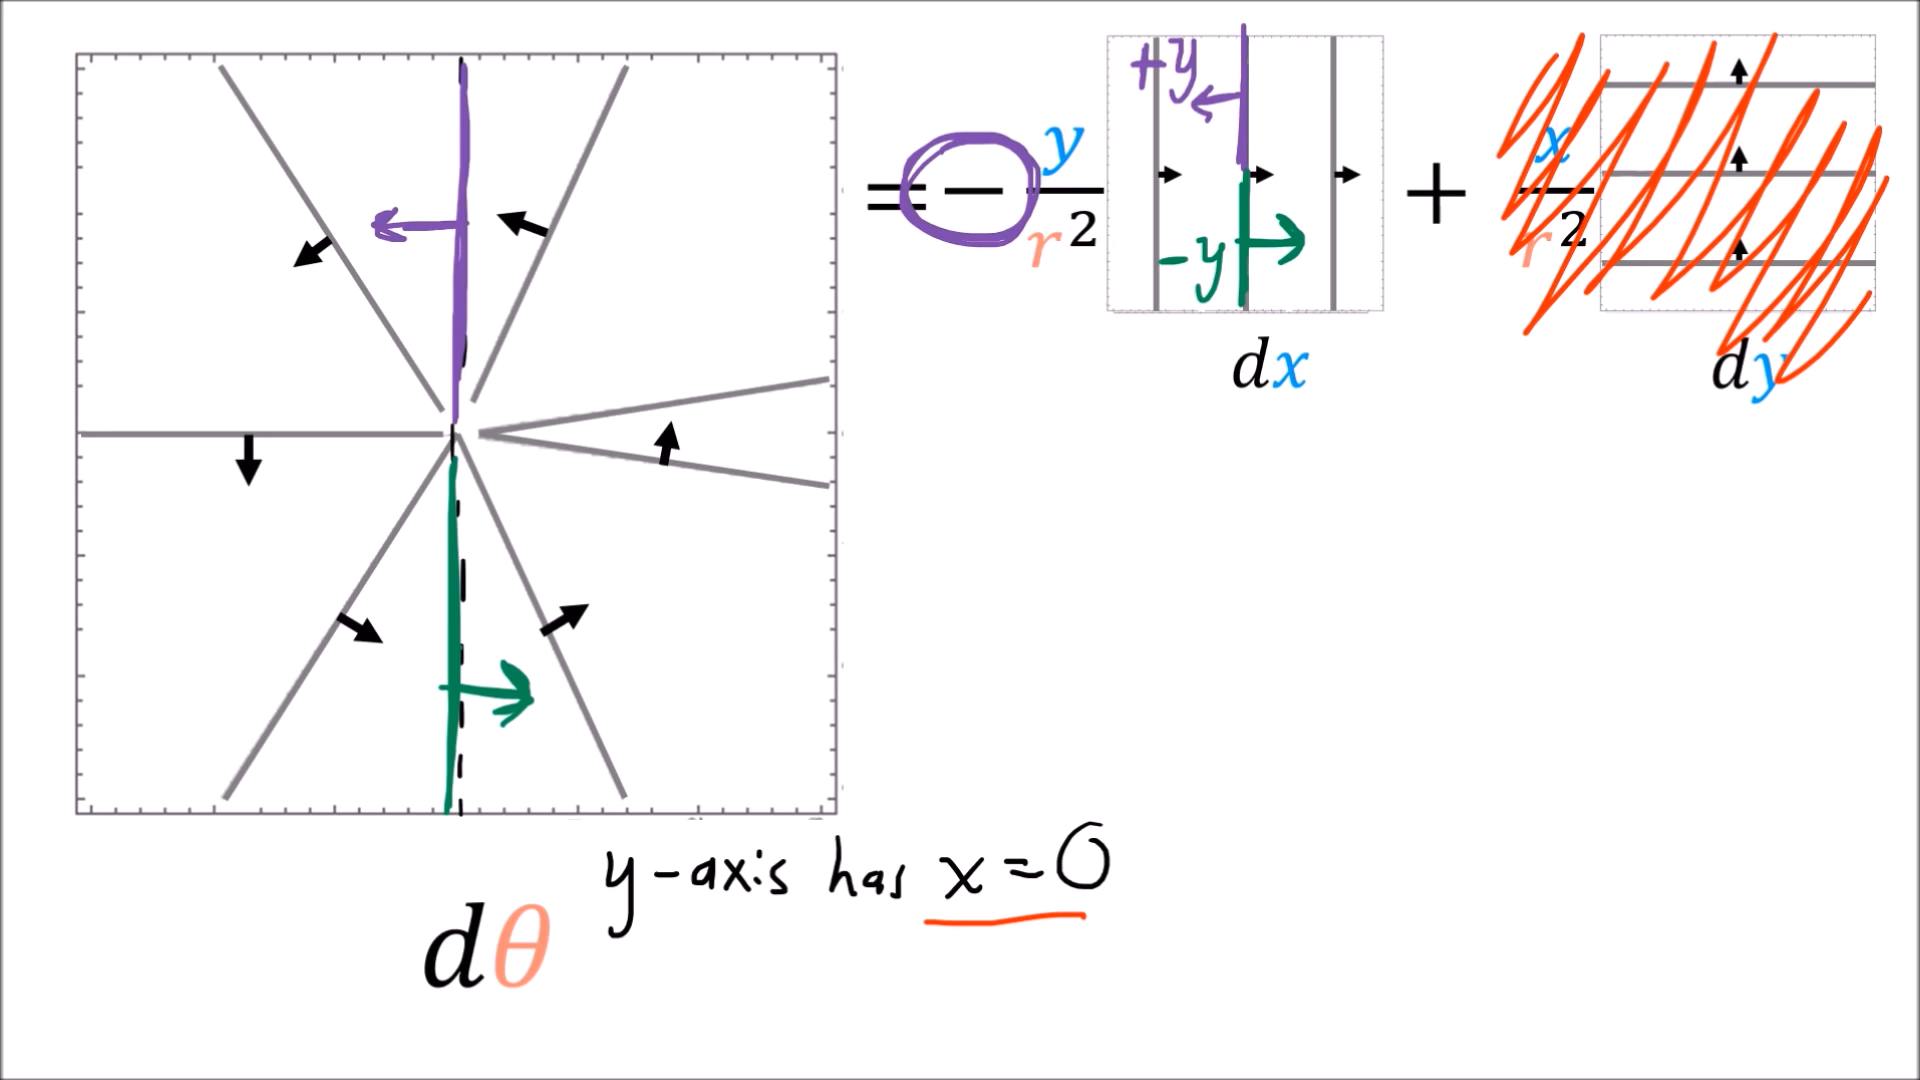 = − y/r² dx + x/r² dy
+y
-y
y-axis has x=0
dθ